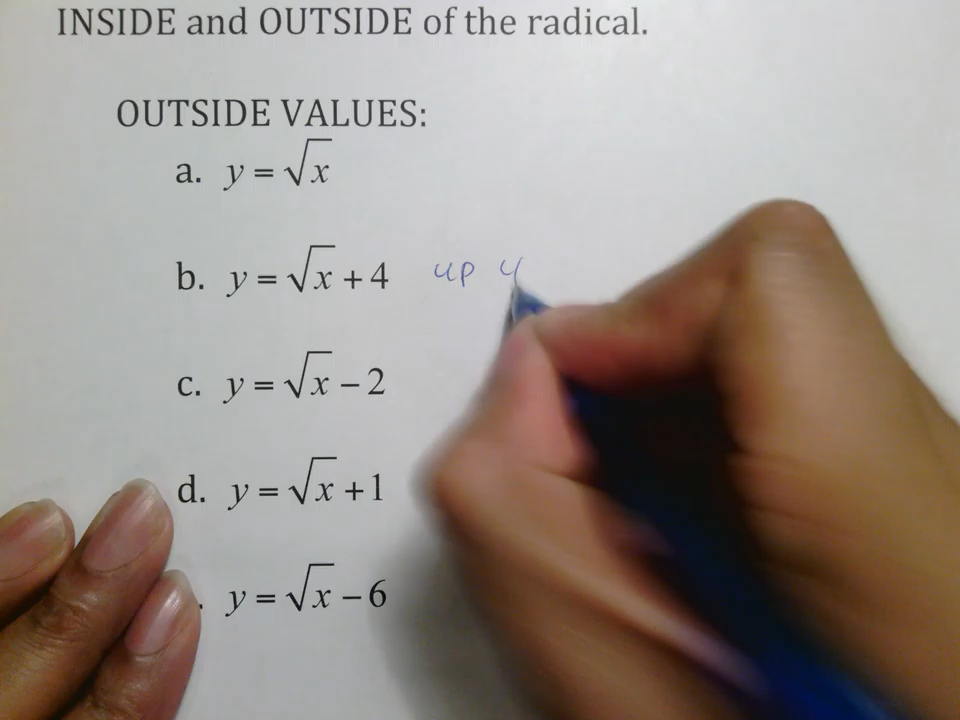 INSIDE and OUTSIDE of the radical.
OUTSIDE VALUES:
a. y = √x
b. y = √x + 4 up 4
c. y = √x − 2
d. y = √x + 1
. y = √x − 6